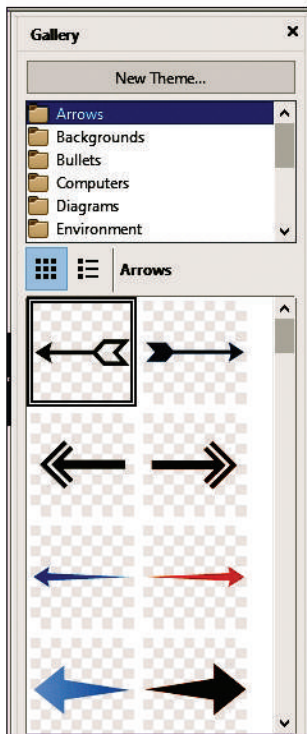 Gallery
New Theme...
Arrows
Backgrounds
Bullets
Computers
Diagrams
Environment
Arrows